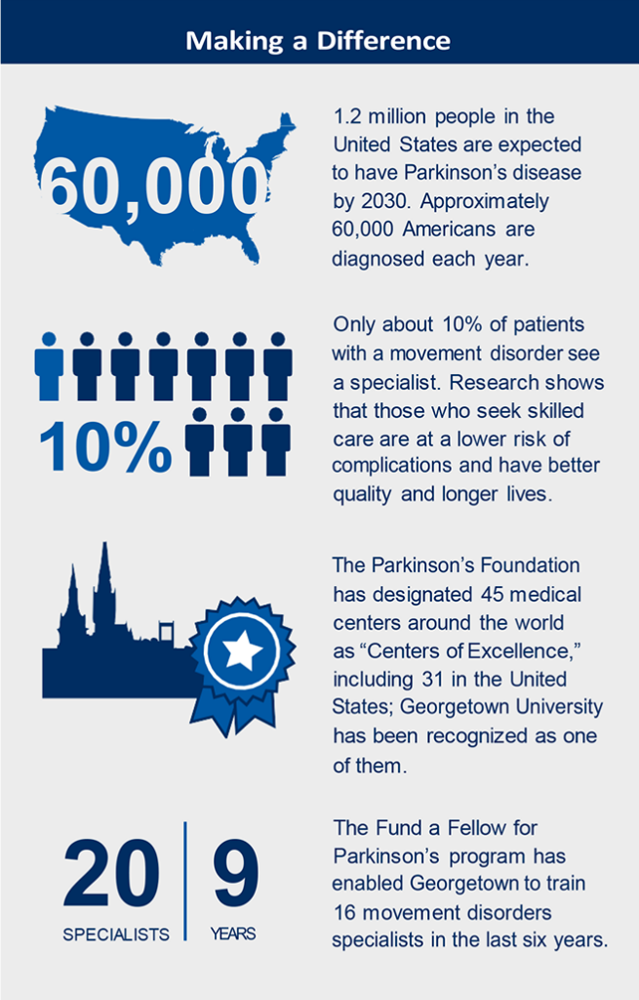 Making a Difference
60,000
1.2 million people in the
United States are expected
to have Parkinson's disease
by 2030. Approximately
60,000 Americans are
diagnosed each year.
10%
Only about 10% of patients
with a movement disorder see
a specialist. Research shows
that those who seek skilled
care are at a lower risk of
complications and have better
quality and longer lives.
The Parkinson's Foundation
has designated 45 medical
centers around the world
as “Centers of Excellence,”
including 31 in the United
States; Georgetown University
has been recognized as one
of them.
20 9
SPECIALISTS YEARS
The Fund a Fellow for
Parkinson's program has
enabled Georgetown to train
16 movement disorders
specialists in the last six years.